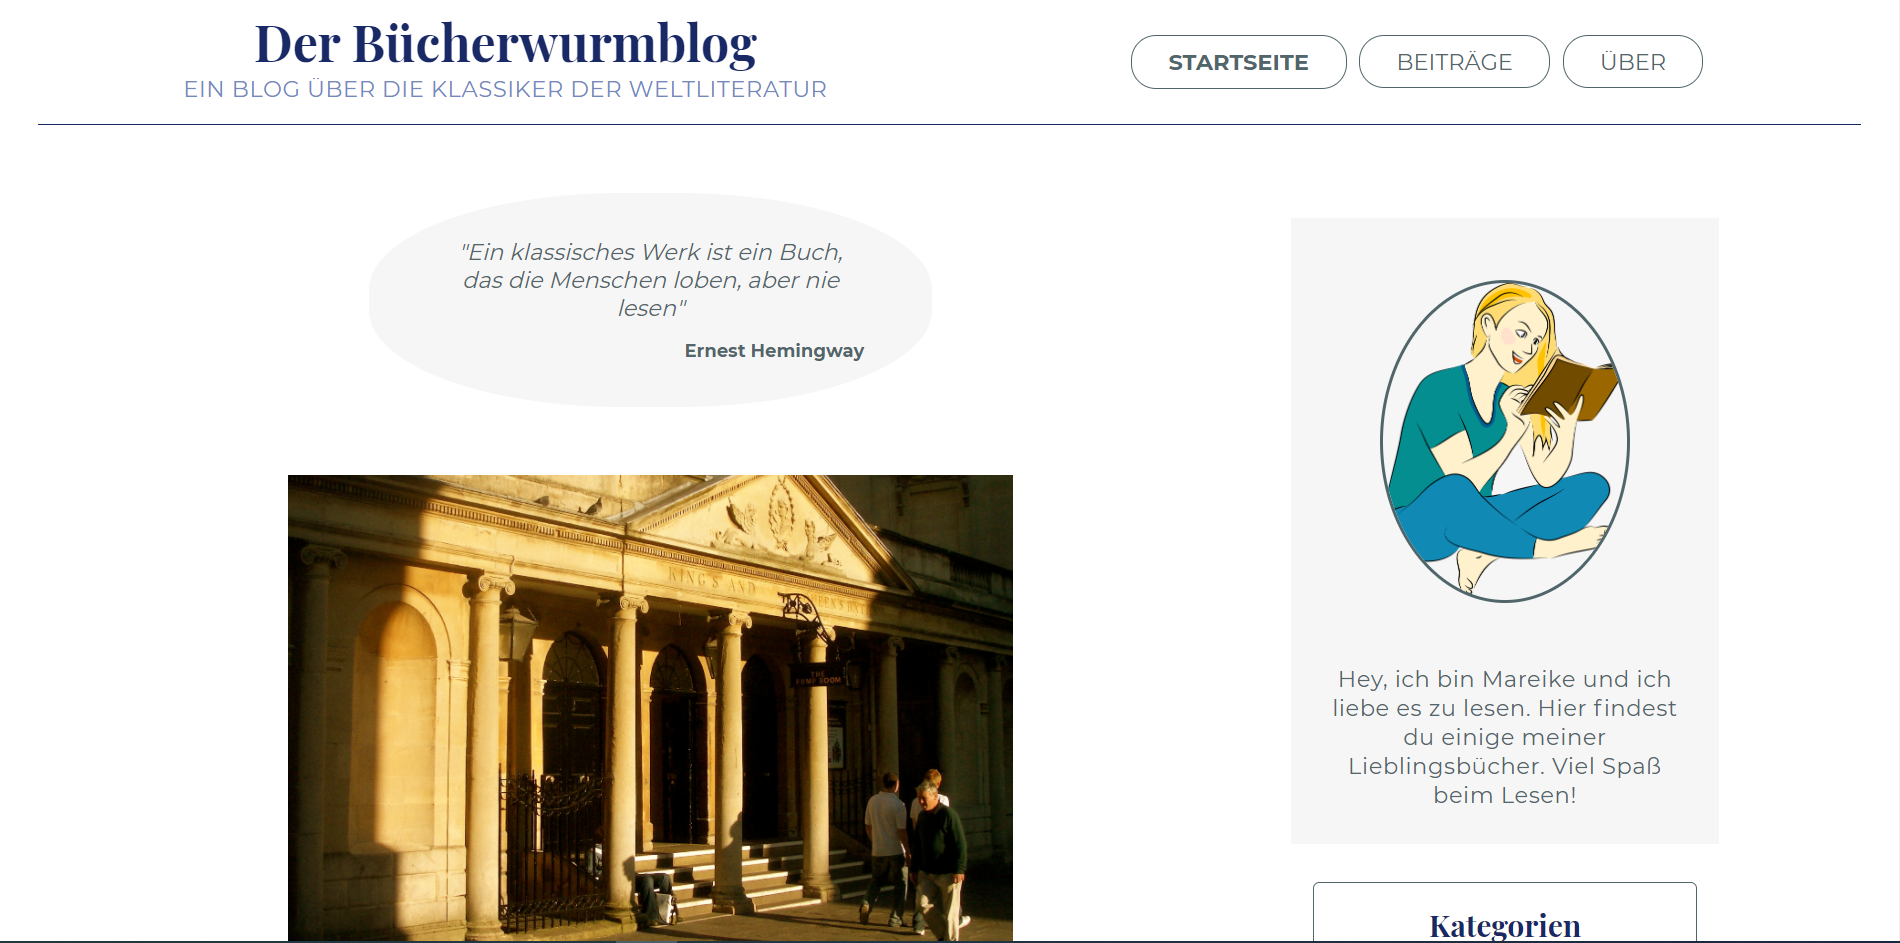 Der Bücherwurmblog
EIN BLOG ÜBER DIE KLASSIKER DER WELTLITERATUR
STARTSEITE
BEITRÄGE
ÜBER
"Ein klassisches Werk ist ein Buch,
das die Menschen loben, aber nie
lesen"
Ernest Hemingway
KING'S AND
THE
PUMP ROOM
Hey, ich bin Mareike und ich
liebe es zu lesen. Hier findest
du einige meiner
Lieblingsbücher. Viel Spaß
beim Lesen!
Kategorien